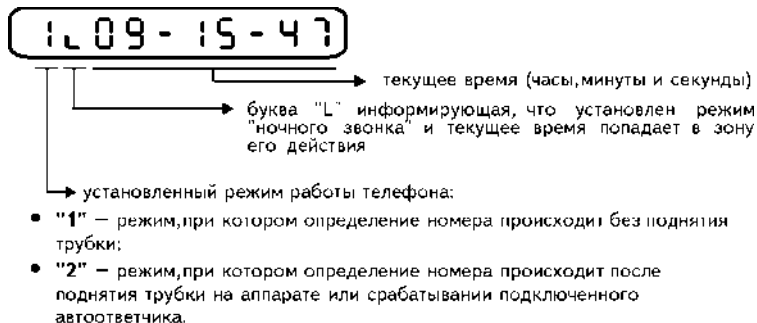 1L09-15-47
текущее время (часы,минуты и секунды)
буква "L" информирующая, что установлен режим
"ночного звонка" и текущее время попадает в зону
его действия
установленный режим работы телефона:
• "1" — режим,при котором определение номера происходит без поднятия
трубки;
• "2" — режим,при котором определение номера происходит после
поднятия трубки на аппарате или срабатывании подключенного
автоответчика.